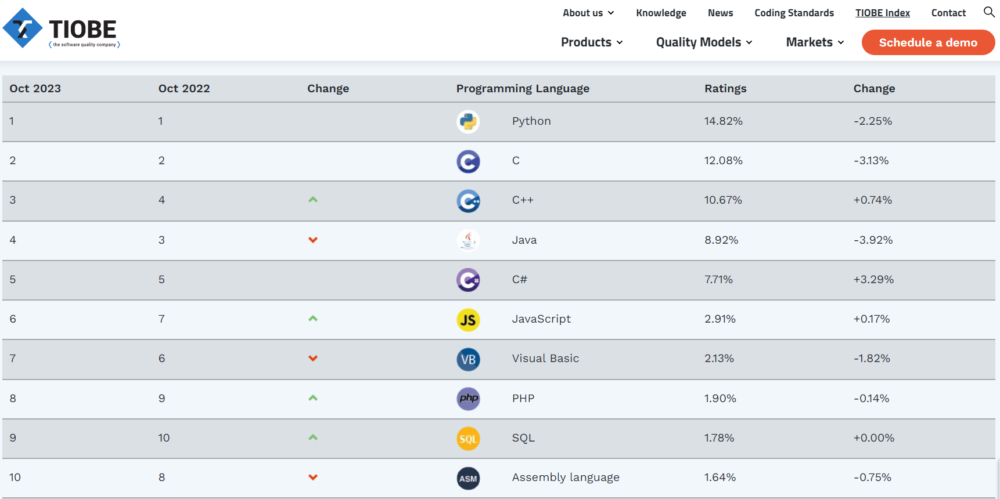 About us Knowledge News Coding Standards TIOBE Index Contact
TIOBE
the software quality company
Products Quality Models Markets Schedule a demo
Oct 2023 Oct 2022 Change Programming Language Ratings Change
1 1 Python 14.82% -2.25%
2 2 C C 12.08% -3.13%
3 4 C++ C++ 10.67% +0.74%
4 3 Java 8.92% -3.92%
5 5 C# C# 7.71% +3.29%
6 7 JS JavaScript 2.91% +0.17%
7 6 VB Visual Basic 2.13% -1.82%
8 9 php PHP 1.90% -0.14%
9 10 SQL SQL 1.78% +0.00%
10 8 ASM Assembly language 1.64% -0.75%